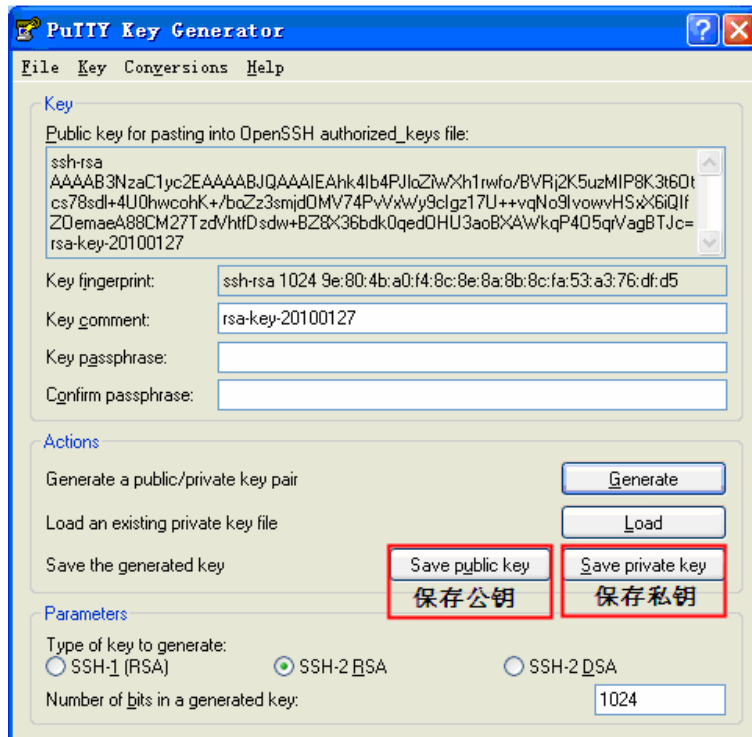 PuTTY Key Generator
File Key Conversions Help
Key
Public key for pasting into OpenSSH authorized_keys file:
ssh-rsa
AAAAB3NzaC1yc2EAAAABJQAAAIEAhk4Ib4PJIoZiWXh1rwfo/BVRj2K5uzMIP8K3t6Ot
cs78sdI+4U0hwcohK+/boZz3smjdOMV74PvVxWy9cIgz17U++vqNo9IvowvHSxX6iQIf
ZOemaeA88CM27TzdVhtfDsdw+BZ8X36bdk0qedOHU3aoBXAWkqP4O5qrVagBTJc=
rsa-key-20100127
Key fingerprint: ssh-rsa 1024 9e:80:4b:a0:f4:8c:8e:8a:8b:8c:fa:53:a3:76:df:d5
Key comment: rsa-key-20100127
Key passphrase:
Confirm passphrase:
Actions
Generate a public/private key pair Generate
Load an existing private key file Load
Save the generated key Save public key Save private key
保存公钥 保存私钥
Parameters
Type of key to generate:
SSH-1 (RSA) SSH-2 RSA SSH-2 DSA
Number of bits in a generated key: 1024